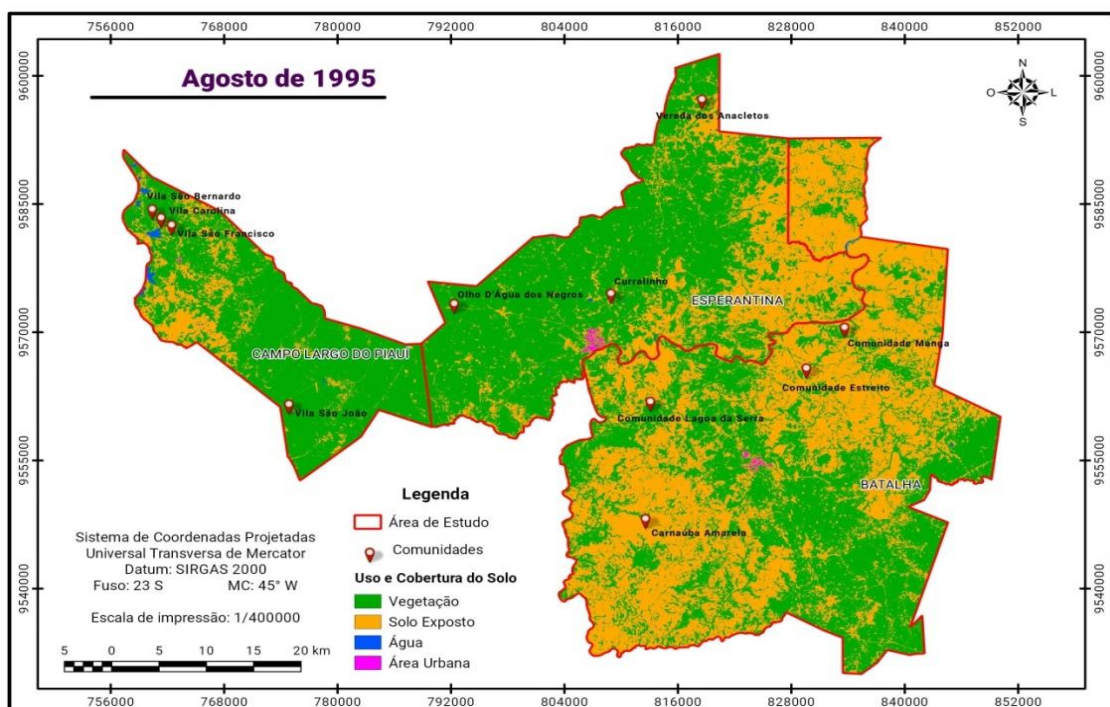 756000 768000 780000 792000 804000 816000 828000 840000 852000
Agosto de 1995
N
O L
S
9600000 9600000
9585000 9585000
9570000 9570000
9555000 9555000
9540000 9540000
Vereda dos Anacletos
Vila São Bernardo
Vila Carolina
Vila São Francisco
Curralinho
Olho D'Água dos Negros
ESPERANTINA
Comunidade Manga
CAMPO LARGO DO PIAUÍ
Comunidade Estreito
Vila São João
Comunidade Lagoa da Serra
BATALHA
Carnaúba Amarela
Legenda
Área de Estudo
Comunidades
Uso e Cobertura do Solo
Vegetação
Solo Exposto
Água
Área Urbana
Sistema de Coordenadas Projetadas
Universal Transversa de Mercator
Datum: SIRGAS 2000
Fuso: 23 S MC: 45° W
Escala de impressão: 1/400000
5 0 5 10 15 20 km
756000 768000 780000 792000 804000 816000 828000 840000 852000